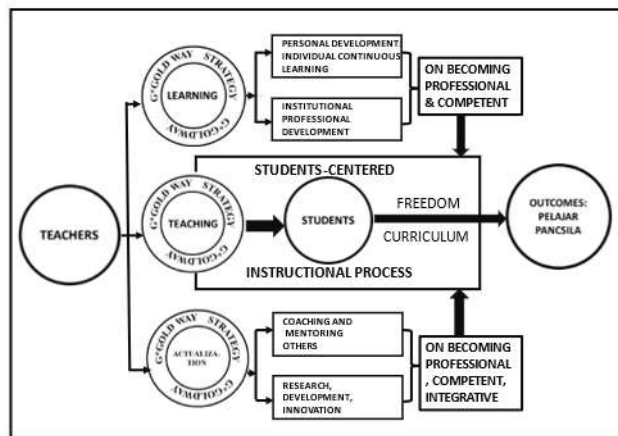 G*GOLD WAY STRATEGY
LEARNING
G*GOLDWAY
PERSONAL DEVELOPMENT.
INDIVIDUAL CONTINUOUS
LEARNING
INSTITUTIONAL
PROFESSIONAL
DEVELOPMENT
ON BECOMING
PROFESSIONAL
& COMPETENT
TEACHERS
G*GOLD WAY STRATEGY
TEACHING
G*GOLDWAY
STUDENTS-CENTERED
STUDENTS
FREEDOM
CURRICULUM
INSTRUCTIONAL PROCESS
OUTCOMES:
PELAJAR
PANCSILA
G*GOLD WAY STRATEGY
ACTUALIZA-
TION
G*GOLDWAY
COACHING AND
MENTORING
OTHERS
RESEARCH,
DEVELOPMENT,
INNOVATION
ON BECOMING
PROFESSIONAL
, COMPETENT,
INTEGRATIVE